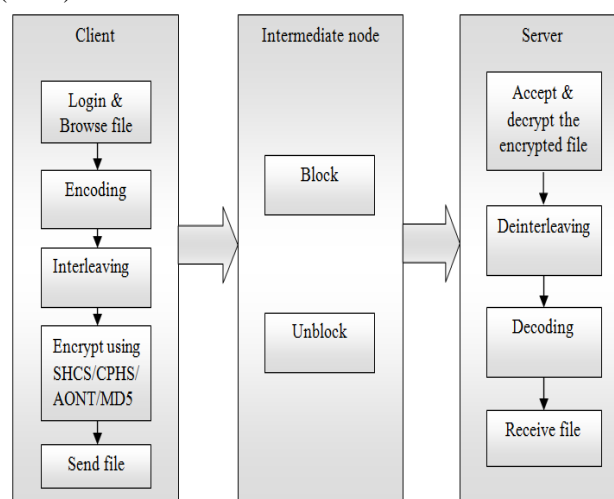 Client
Login &
Browse file
Encoding
Interleaving
Encrypt using
SHCS/CPHS/
AONT/MD5
Send file
Intermediate node
Block
Unblock
Server
Accept &
decrypt the
encrypted file
Deinterleaving
Decoding
Receive file